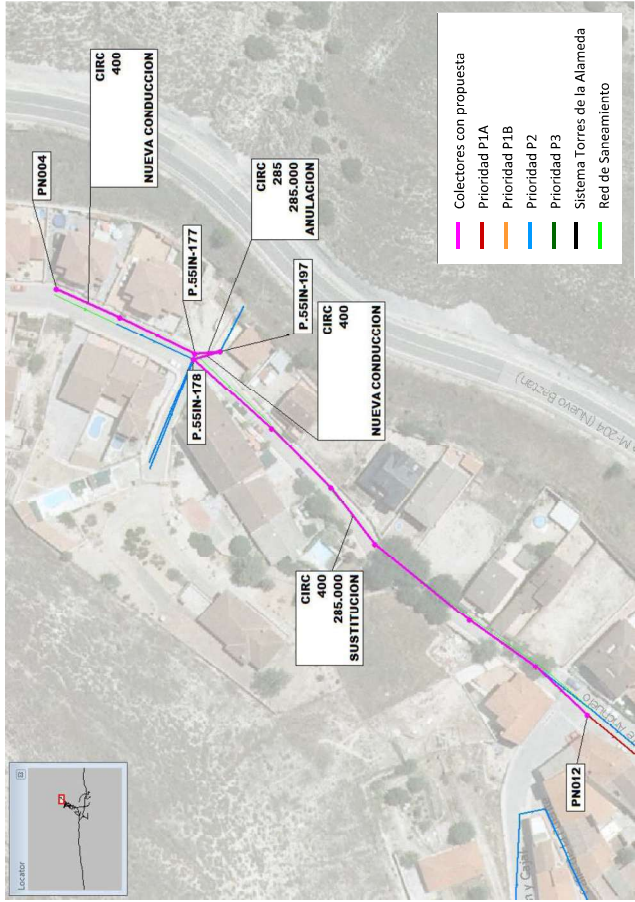 PN004
CIRC
400
NUEVA CONDUCCION
CIRC
285
285.000
ANULACION
P.55IN-177
P.55IN-197
P.55IN-178
CIRC
400
NUEVA CONDUCCION
CIRC
400
285.000
SUSTITUCION
PN012
M-204 (Nuevo Baztán)
n y Cajal
Colectores con propuesta
Prioridad P1A
Prioridad P1B
Prioridad P2
Prioridad P3
Sistema Torres de la Alameda
Red de Saneamiento
Locator